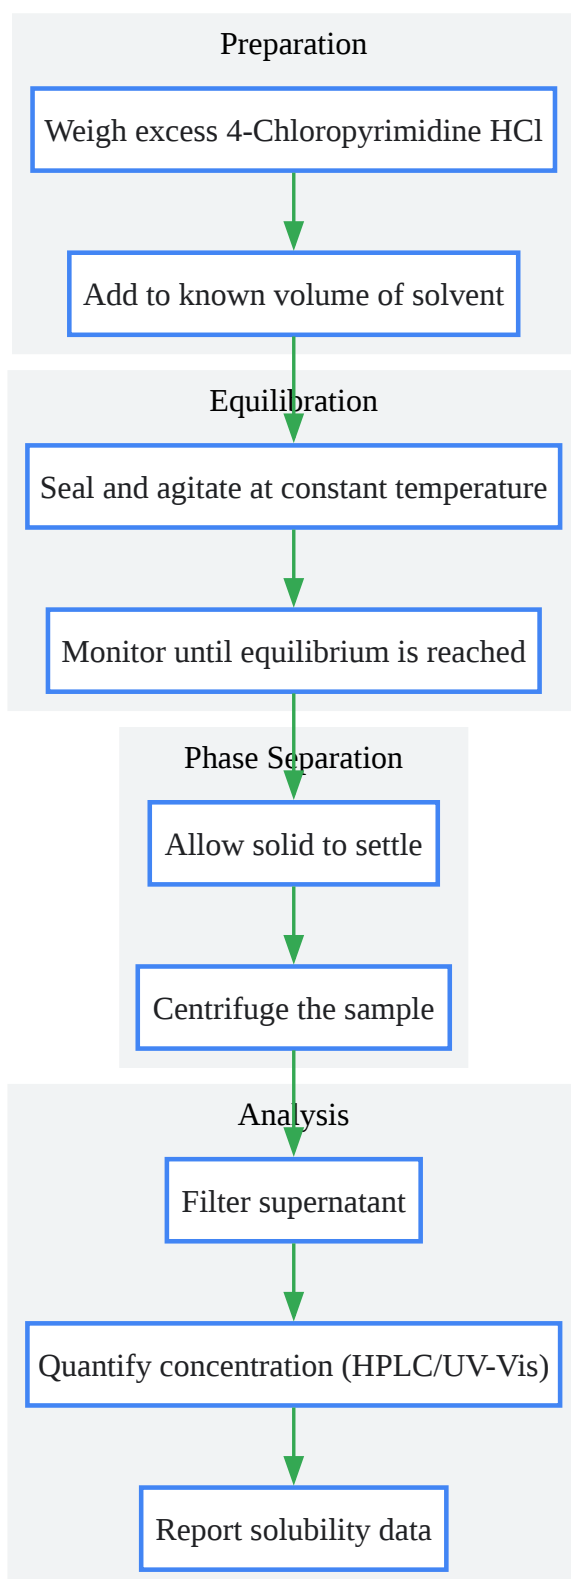 Preparation
Weigh excess 4-Chloropyrimidine HCl
Add to known volume of solvent
Equilibration
Seal and agitate at constant temperature
Monitor until equilibrium is reached
Phase Separation
Allow solid to settle
Centrifuge the sample
Analysis
Filter supernatant
Quantify concentration (HPLC/UV-Vis)
Report solubility data